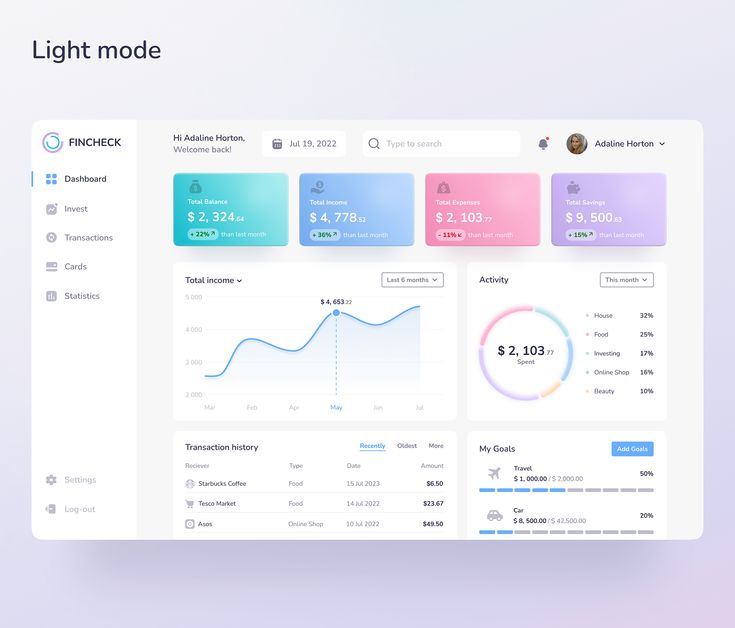 Light mode
FINCHECK
Dashboard
Invest
Transactions
Cards
Statistics
Settings
Log-out
Hi Adaline Horton,
Welcome back!
Jul 19, 2022
Type to search
Adaline Horton
Total Balance
$ 2, 324.64
+ 22% than last month
Total Income
$ 4, 778.52
+ 36% than last month
Total Expenses
$ 2, 103.77
- 11% than last month
Total Savings
$ 9, 500.63
+ 15% than last month
Total income
Last 6 months
$ 4, 653.22
5 000
4 000
3 000
2 000
Mar Feb Apr May Jun Jul
Activity
This month
$ 2, 103.77
Spent
House 32%
Food 25%
Investing 17%
Online Shop 16%
Beauty 10%
Transaction history
Recently Oldest More
Reciever Type Date Amount
Starbucks Coffee Food 15 Jul 2023 $6.50
Tesco Market Food 14 Jul 2022 $23.67
Asos Online Shop 10 Jul 2022 $49.50
My Goals
Add Goals
Travel
$ 1, 000.00 / $ 2,000.00
50%
Car
$ 8, 500.00 / $ 42,500.00
20%